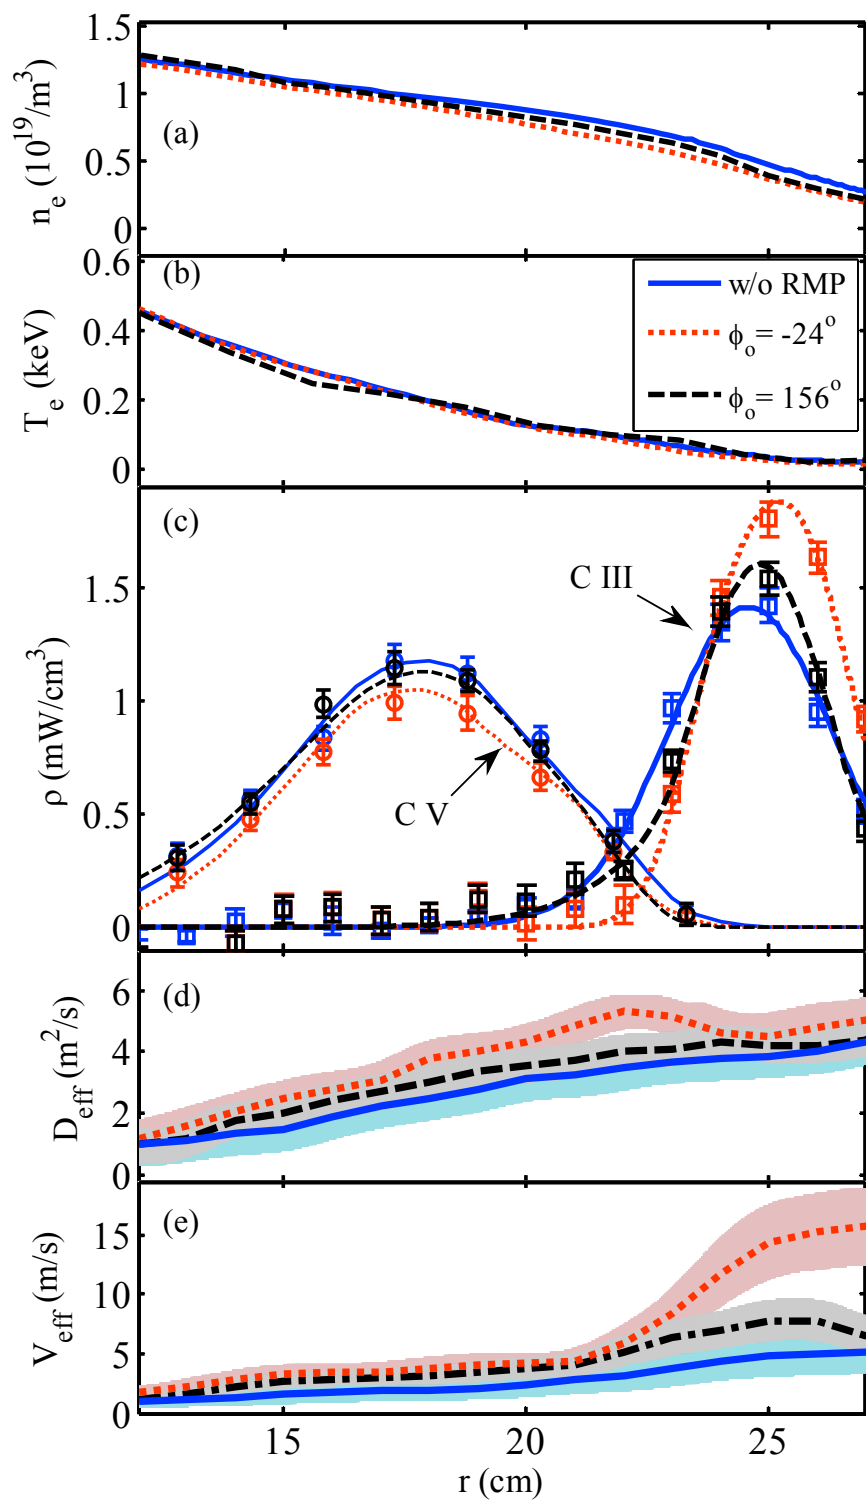 1.5
1
0.5
0
n_e (10^19/m^3)
(a)
0.6
0.4
0.2
0
T_e (keV)
(b)
w/o RMP
ϕ_o= -24^o
ϕ_o= 156^o
(c)
1.5
1
0.5
0
ρ (mW/cm^3)
C III
C V
(d)
6
4
2
0
D_eff (m^2/s)
(e)
15
10
5
0
V_eff (m/s)
15
20
25
r (cm)